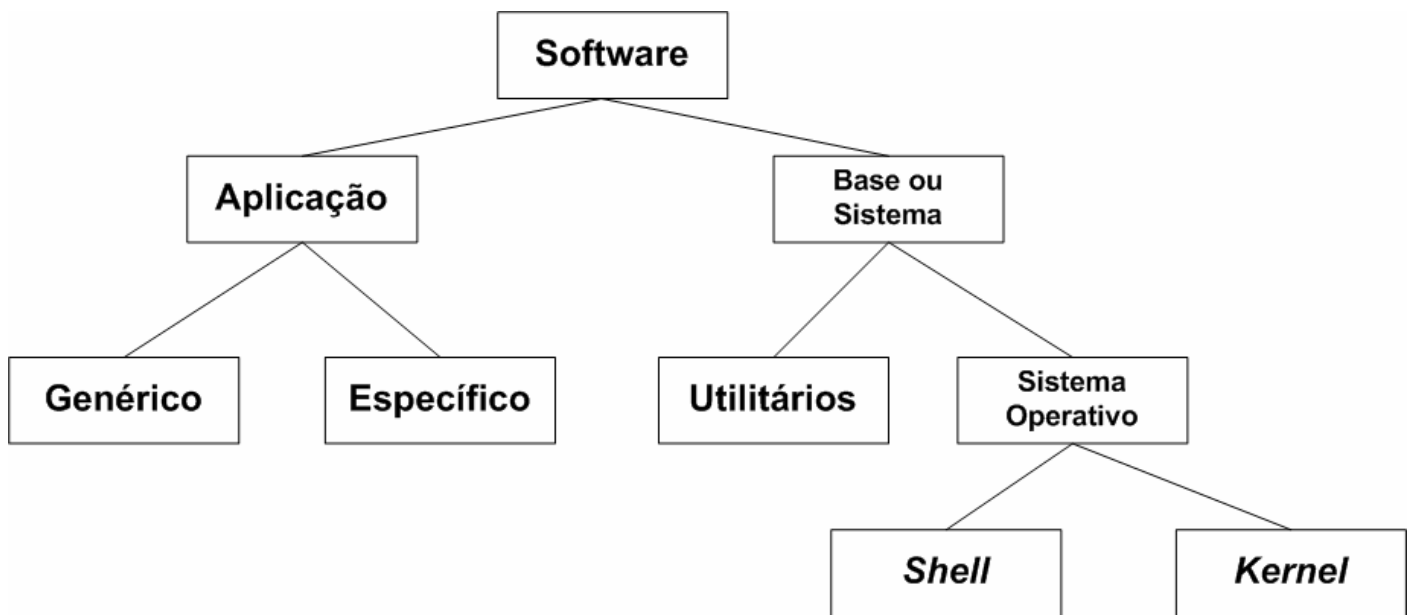 Software
Aplicação
Base ou
Sistema
Genérico
Específico
Utilitários
Sistema
Operativo
Shell
Kernel